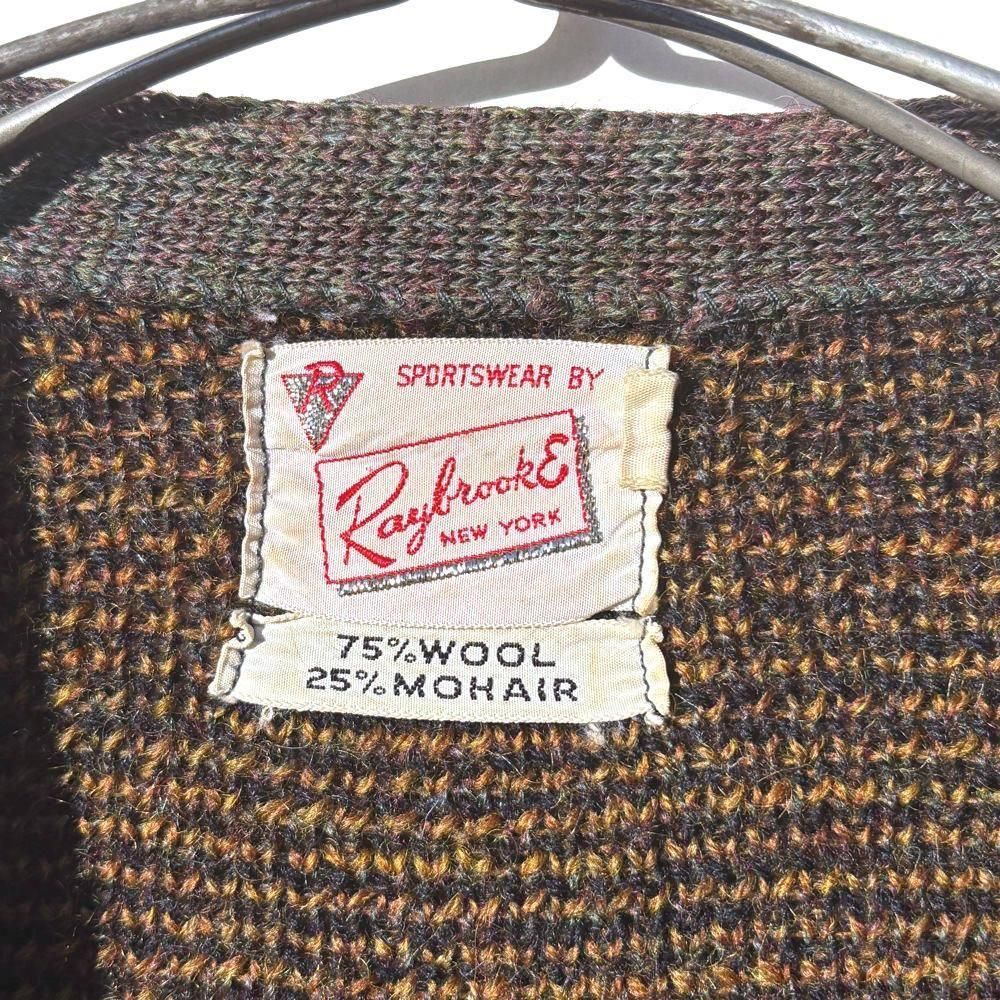 R
SPORTSWEAR BY
RaybrookE
NEW YORK
75% WOOL
25% MOHAIR